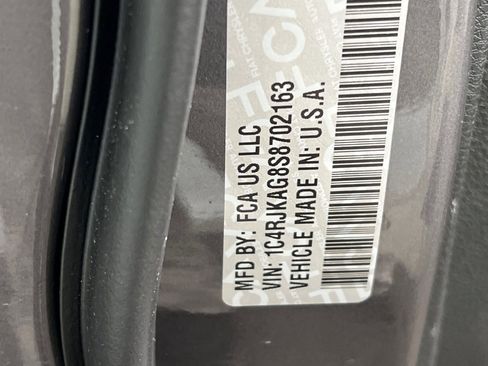 MFD BY: FCA US LLC
VIN: 1C4RJKAG8S8702163
VEHICLE MADE IN: U.S.A.